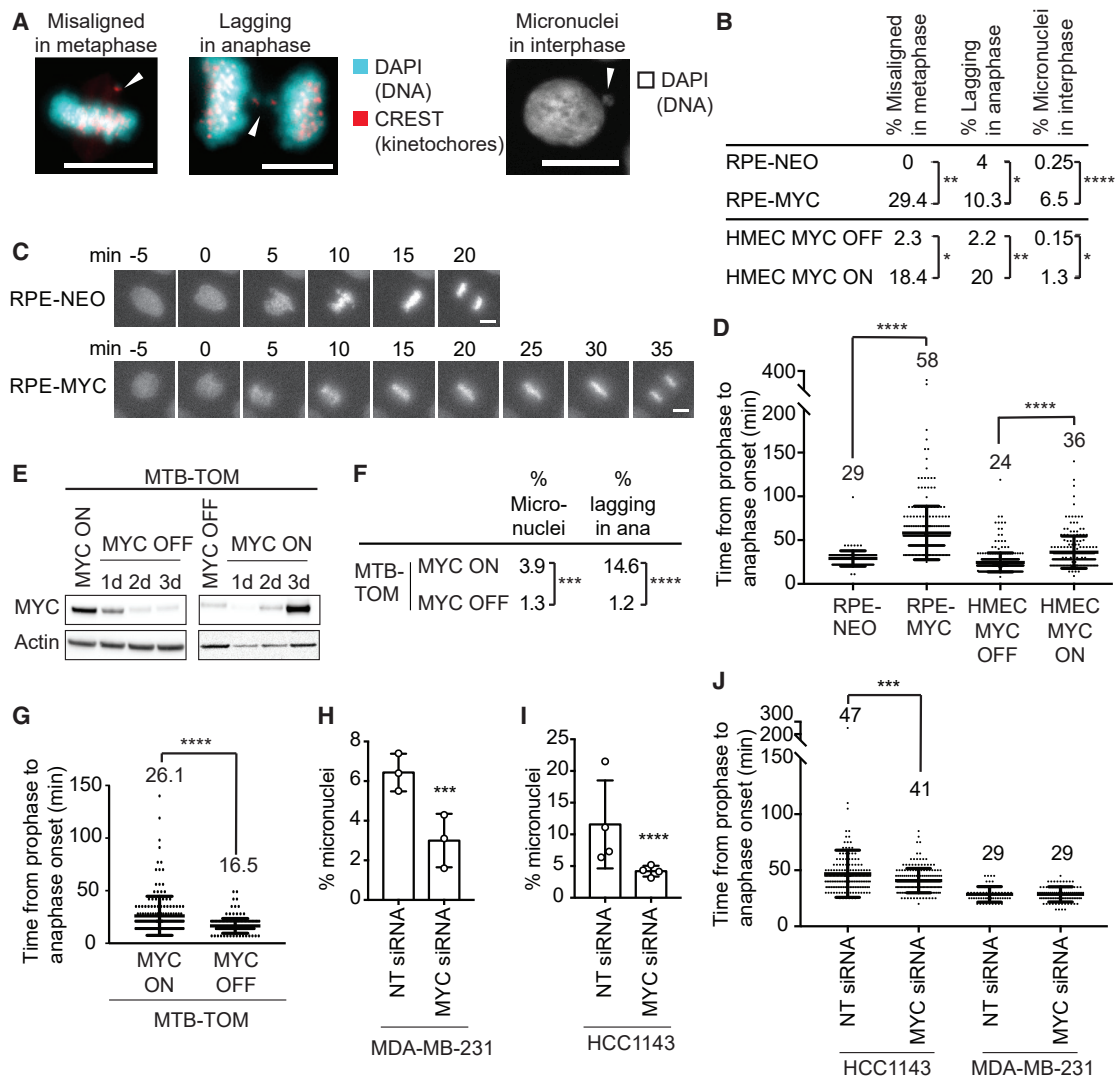 A
Misaligned
in metaphase
Lagging
in anaphase
DAPI
(DNA)
CREST
(kinetochores)
Micronuclei
in interphase
DAPI
(DNA)
B
% Misaligned
in metaphase
% Lagging
in anaphase
% Micronuclei
in interphase
RPE-NEO 0 4 0.25
** * ****
RPE-MYC 29.4 10.3 6.5
HMEC MYC OFF 2.3 2.2 0.15
* ** *
HMEC MYC ON 18.4 20 1.3
C
min -5 0 5 10 15 20
RPE-NEO
min -5 0 5 10 15 20 25 30 35
RPE-MYC
D
Time from prophase to
anaphase onset (min)
400
200
150
100
50
0
****
29
58
****
24
36
RPE-
NEO
RPE-
MYC
HMEC
MYC
OFF
HMEC
MYC
ON
E
MTB-TOM
MYC ON
MYC OFF
1d 2d 3d
MYC OFF
MYC ON
1d 2d 3d
MYC
Actin
F
%
Micro-
nuclei
%
lagging
in ana
MTB-
TOM
MYC ON 3.9 14.6
*** ****
MYC OFF 1.3 1.2
G
Time from prophase to
anaphase onset (min)
150
100
50
0
****
26.1
16.5
MYC
ON
MYC
OFF
MTB-TOM
H
% micronuclei
8
6
4
2
0
***
NT siRNA
MYC siRNA
MDA-MB-231
I
% micronuclei
25
20
15
10
5
0
****
NT siRNA
MYC siRNA
HCC1143
J
Time from prophase to
anaphase onset (min)
300
200
150
100
50
0
***
47
41
29
29
NT siRNA
MYC siRNA
NT siRNA
MYC siRNA
HCC1143
MDA-MB-231